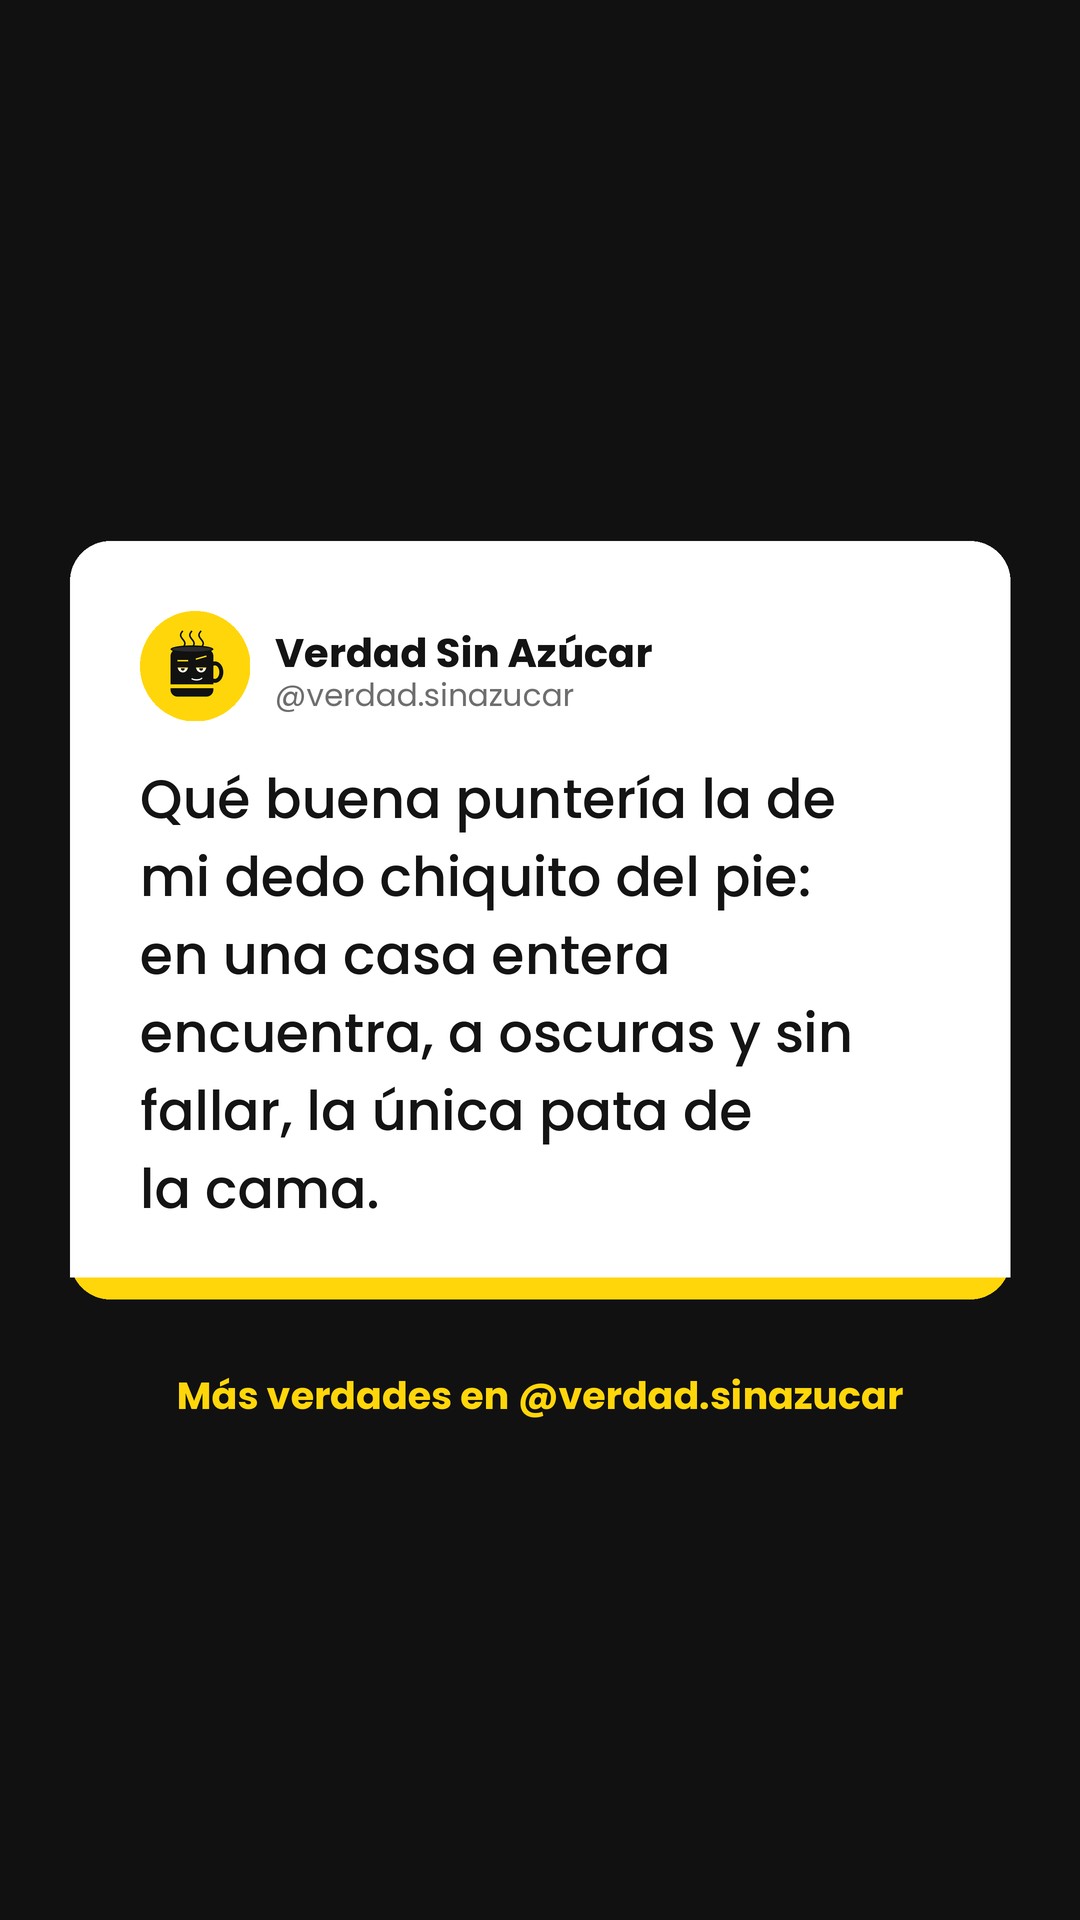 Verdad Sin Azúcar
@verdad.sinazucar
Qué buena puntería la de
mi dedo chiquito del pie:
en una casa entera
encuentra, a oscuras y sin
fallar, la única pata de
la cama.
Más verdades en @verdad.sinazucar